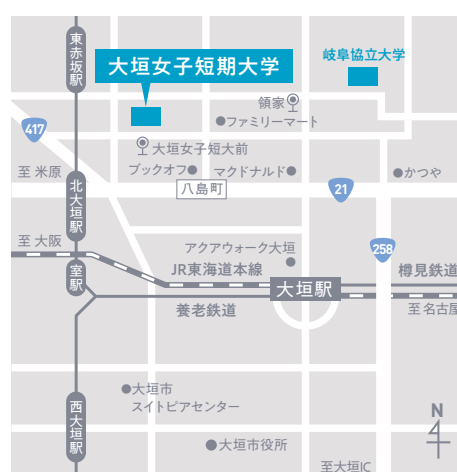 東赤坂駅
大垣女子短期大学
岐阜協立大学
領家
ファミリーマート
417
大垣女子短大前
至 米原
ブックオフ
マクドナルド
かつや
北大垣駅
八島町
21
至 大阪
アクアウォーク大垣
258
室駅
JR東海道本線
大垣駅
樽見鉄道
養老鉄道
至 名古屋
大垣市
スイトピアセンター
西大垣駅
N
大垣市役所
至大垣IC